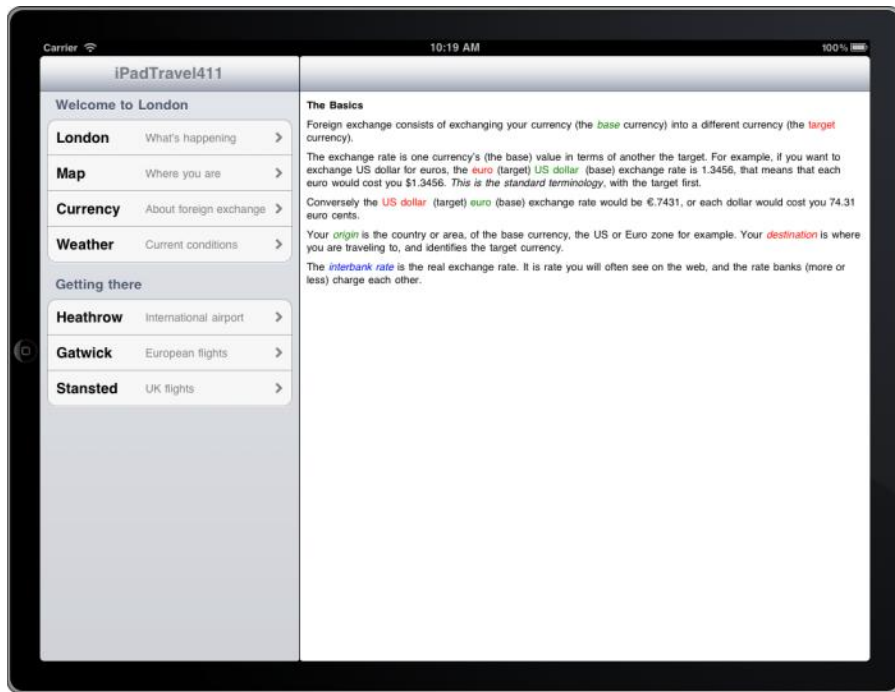 Carrier 10:19 AM 100%
iPadTravel411
Welcome to London
London What's happening
Map Where you are
Currency About foreign exchange
Weather Current conditions
Getting there
Heathrow International airport
Gatwick European flights
Stansted UK flights
The Basics
Foreign exchange consists of exchanging your currency (the base currency) into a different currency (the target
currency).
The exchange rate is one currency's (the base) value in terms of another the target. For example, if you want to
exchange US dollar for euros, the euro (target) US dollar (base) exchange rate is 1.3456, that means that each
euro would cost you $1.3456. This is the standard terminology, with the target first.
Conversely the US dollar (target) euro (base) exchange rate would be €.7431, or each dollar would cost you 74.31
euro cents.
Your origin is the country or area, of the base currency, the US or Euro zone for example. Your destination is where
you are traveling to, and identifies the target currency.
The interbank rate is the real exchange rate. It is rate you will often see on the web, and the rate banks (more or
less) charge each other.